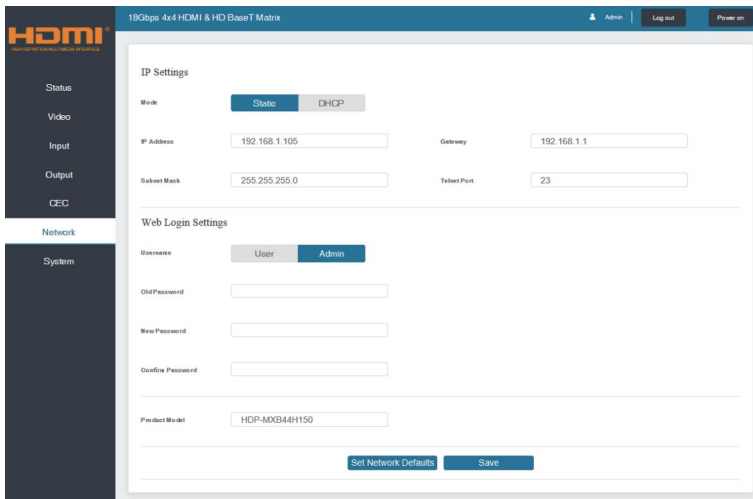 HDMI
HIGH-DEFINITION MULTIMEDIA INTERFACE
18Gbps 4x4 HDMI & HD BaseT Matrix
Admin
Log out
Power on
Status
Video
Input
Output
CEC
Network
System
IP Settings
Mode
Static
DHCP
IP Address
192.168.1.105
Gateway
192.168.1.1
Subnet Mask
255.255.255.0
Telnet Port
23
Web Login Settings
Username
User
Admin
Old Password
New Password
Confirm Password
Product Model
HDP-MXB44H150
Set Network Defaults
Save